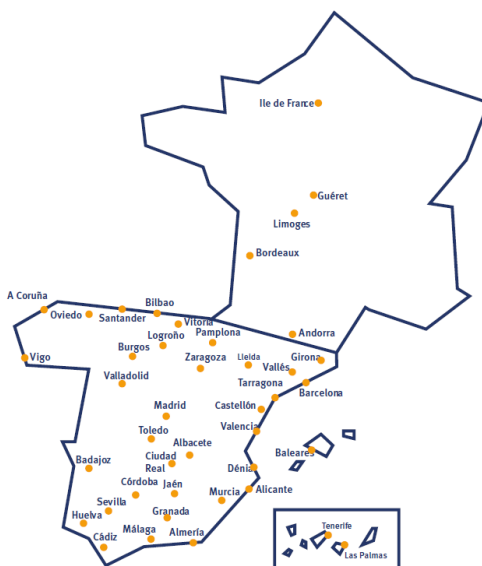 Ile de France
Guéret
Limoges
Bordeaux
A Coruña
Oviedo
Santander
Bilbao
Vitoria
Pamplona
Andorra
Logroño
Burgos
Vigo
Zaragoza
Lleida
Girona
Vallés
Valladolid
Tarragona
Barcelona
Castellón
Madrid
Valencia
Toledo
Albacete
Baleares
Badajoz
Ciudad
Real
Dénia
Córdoba
Jaén
Murcia
Alicante
Sevilla
Huelva
Granada
Málaga
Almería
Cádiz
Tenerife
Las Palmas